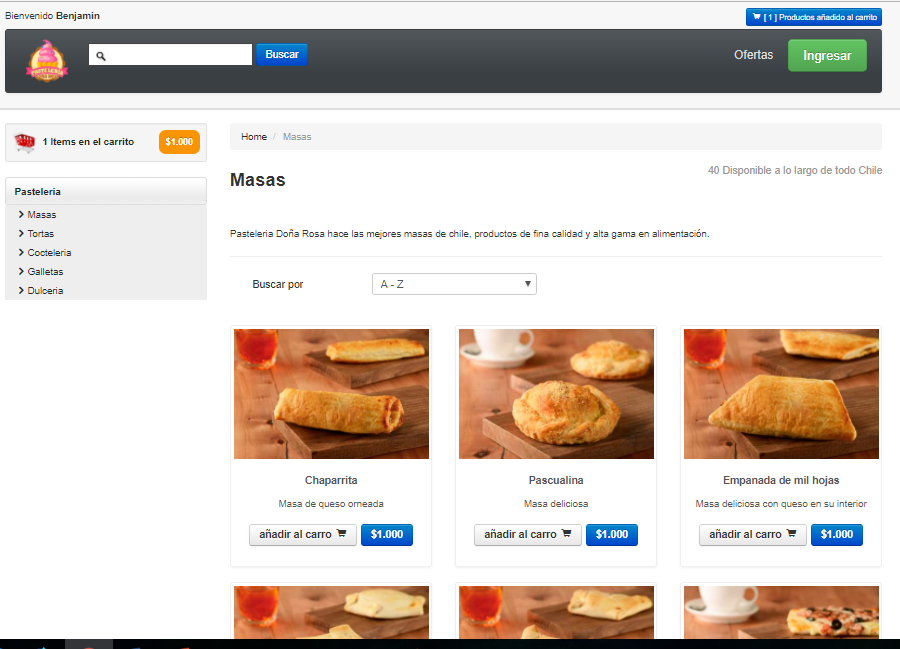 Bienvenido Benjamin
[ 1 ] Productos añadido al carrito
Buscar
Ofertas
Ingresar
1 Items en el carrito
$1.000
Home / Masas
Pasteleria
Masas
Tortas
Cocteleria
Galletas
Dulceria
Masas
40 Disponible a lo largo de todo Chile
Pasteleria Doña Rosa hace las mejores masas de chile, productos de fina calidad y alta gama en alimentación.
Buscar por
A - Z
Chaparrita
Masa de queso orneada
añadir al carro
$1.000
Pascualina
Masa deliciosa
añadir al carro
$1.000
Empanada de mil hojas
Masa deliciosa con queso en su interior
añadir al carro
$1.000